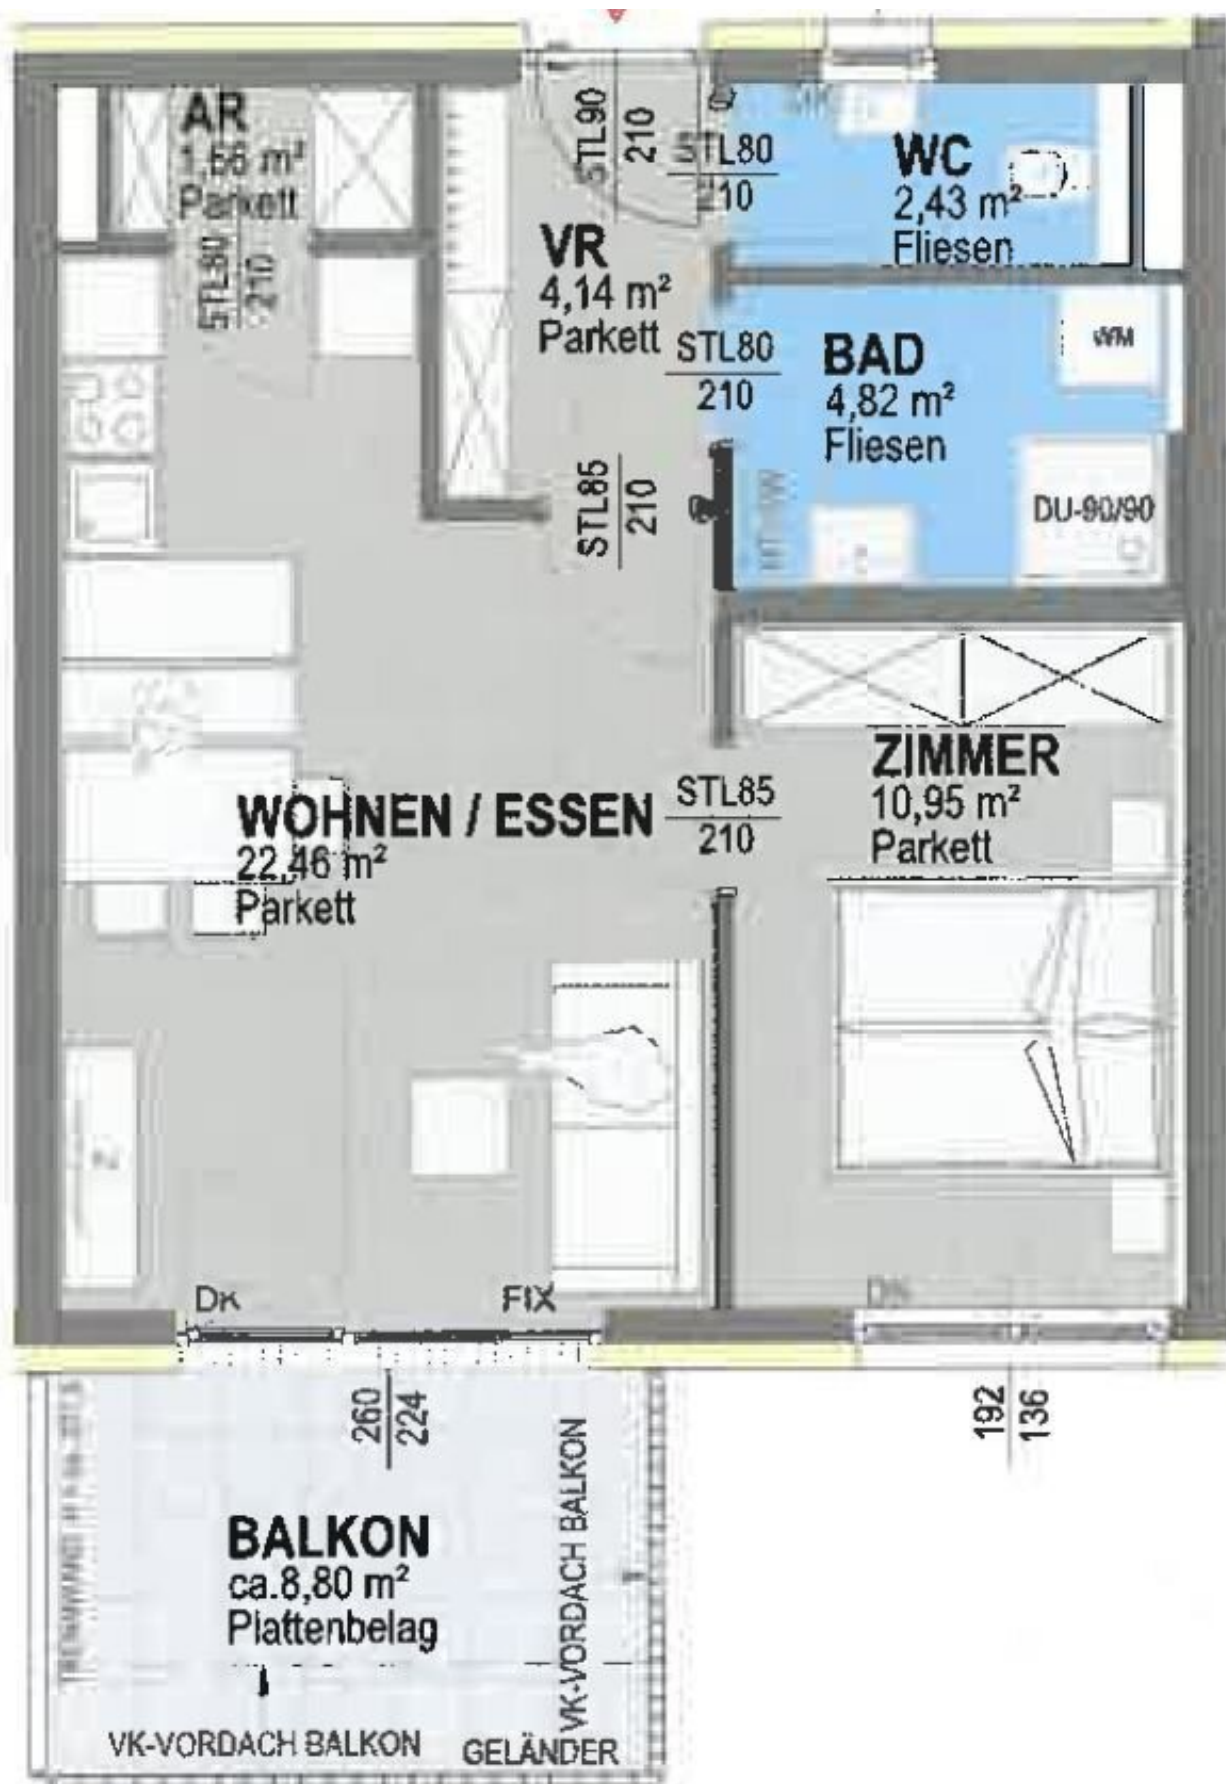 AR
1,66 m²
Parkett
STL80
210
STL90
210
STL80
210
WC
2,43 m²
Fliesen
VR
4,14 m²
Parkett
STL80
210
BAD
4,82 m²
Fliesen
WM
DU-90/90
STL85
210
ZIMMER
10,95 m²
Parkett
WOHNEN / ESSEN
22,46 m²
Parkett
STL85
210
DK
FIX
DK
260
224
192
136
BALKON
ca.8,80 m²
Plattenbelag
VK-VORDACH BALKON
VK-VORDACH BALKON
GELÄNDER